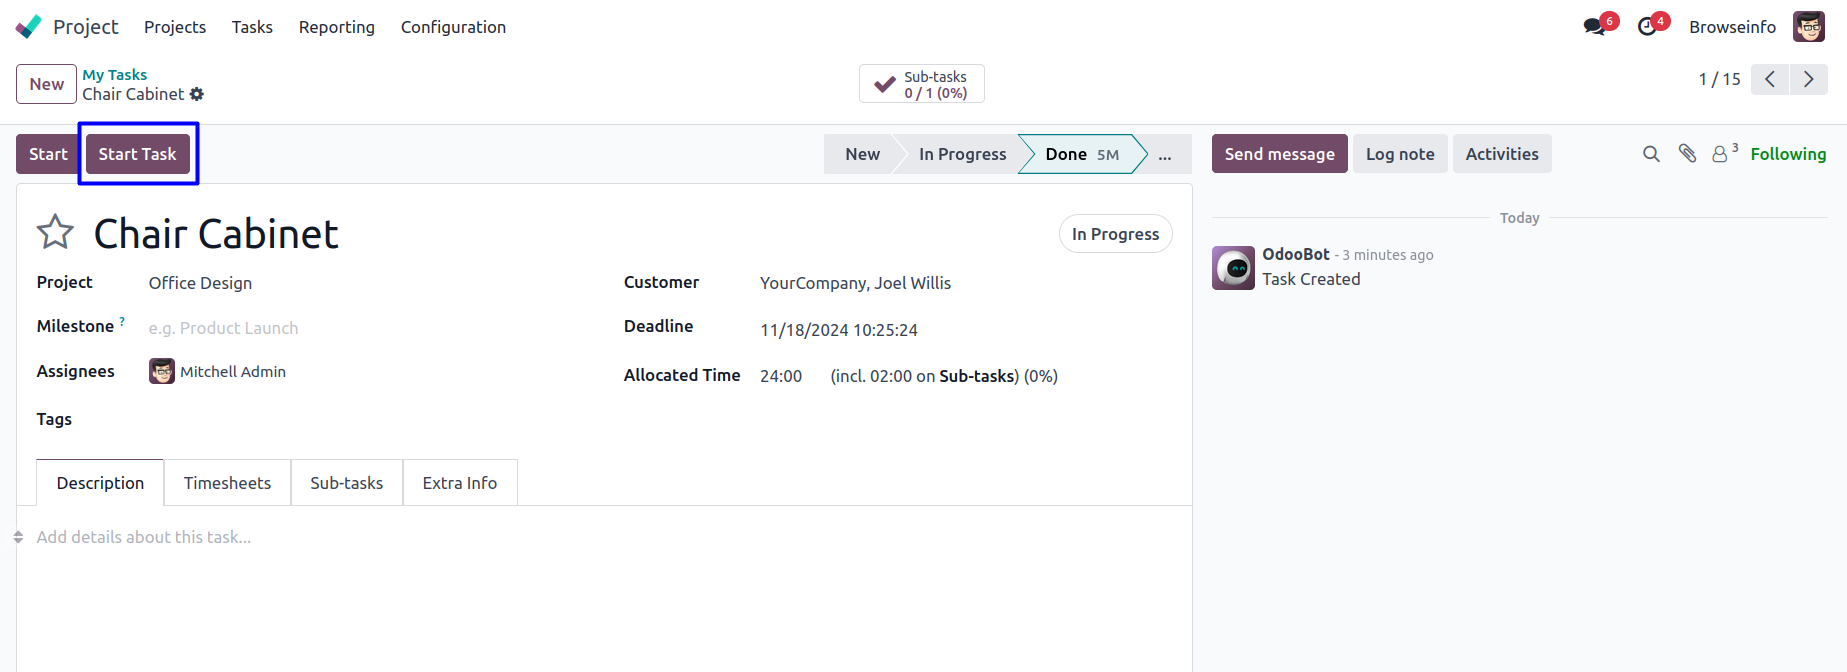 Project Projects Tasks Reporting Configuration 6 4 Browseinfo
New My Tasks
Chair Cabinet
Sub-tasks
0 / 1 (0%)
1 / 15
Start Start Task New In Progress Done 5M ... Send message Log note Activities 3 Following
Chair Cabinet In Progress
Today
OdooBot - 3 minutes ago
Task Created
Project Office Design Customer YourCompany, Joel Willis
Milestone ? e.g. Product Launch Deadline 11/18/2024 10:25:24
Assignees Mitchell Admin Allocated Time 24:00 (incl. 02:00 on Sub-tasks) (0%)
Tags
Description Timesheets Sub-tasks Extra Info
Add details about this task...